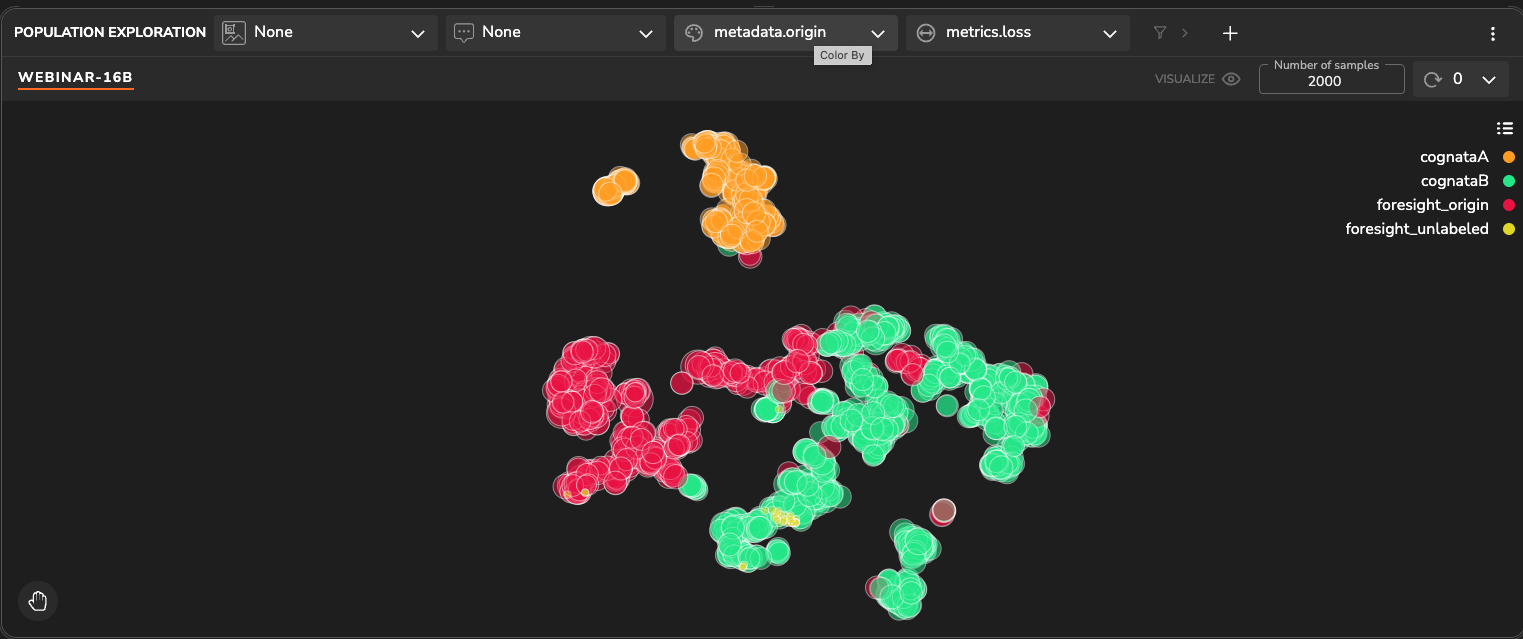 POPULATION EXPLORATION None None metadata.origin metrics.loss
Color By
WEBINAR-16B VISUALIZE Number of samples 2000 0
cognataA
cognataB
foresight_origin
foresight_unlabeled